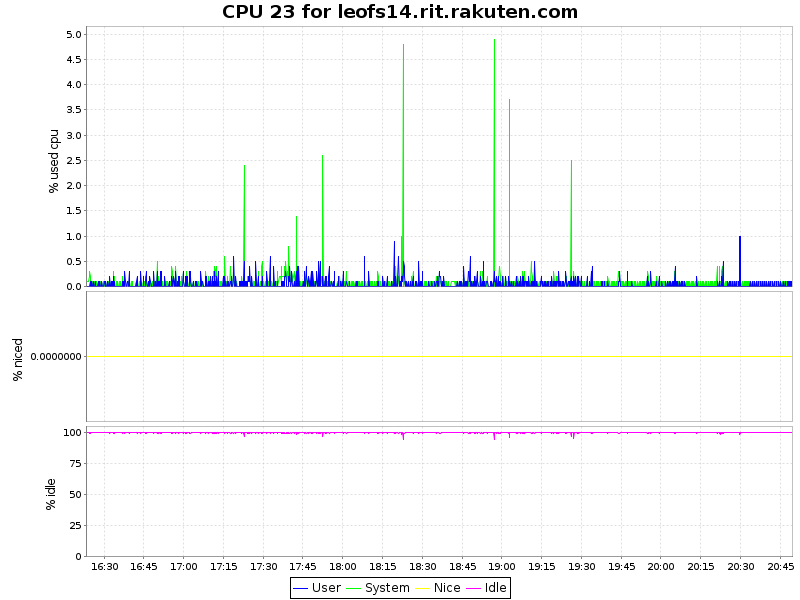 CPU 23 for leofs14.rit.rakuten.com
% used cpu
5.0
4.5
4.0
3.5
3.0
2.5
2.0
1.5
1.0
0.5
0.0
% niced
0.0000000
% idle
100
75
50
25
0
16:30 16:45 17:00 17:15 17:30 17:45 18:00 18:15 18:30 18:45 19:00 19:15 19:30 19:45 20:00 20:15 20:30 20:45
User System Nice Idle